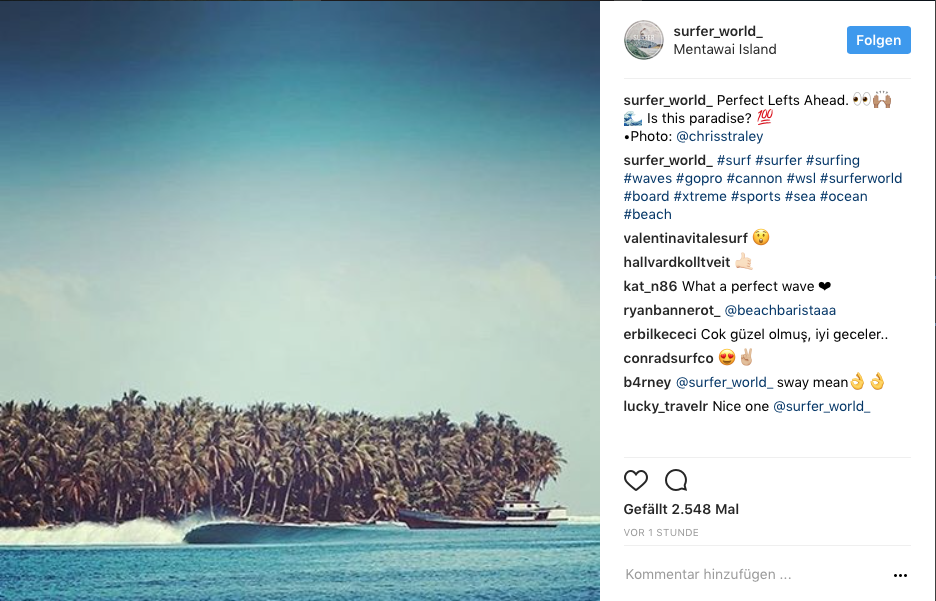 surfer_world_
Mentawai Island
Folgen
surfer_world_ Perfect Lefts Ahead. 👀🙌🏽
🌊 Is this paradise? 💯
•Photo: @chrisstraley
surfer_world_ #surf #surfer #surfing
#waves #gopro #cannon #wsl #surferworld
#board #xtreme #sports #sea #ocean
#beach
valentinavitalesurf 😲
hallvardkolltveit 🤙🏻
kat_n86 What a perfect wave ❤
ryanbannerot_ @beachbaristaaa
erbilkececi Cok güzel olmuş, iyi geceler..
conradsurfco 😍✌🏼
b4rney @surfer_world_ sway mean👌👌
lucky_travelr Nice one @surfer_world_
Gefällt 2.548 Mal
VOR 1 STUNDE
Kommentar hinzufügen ...